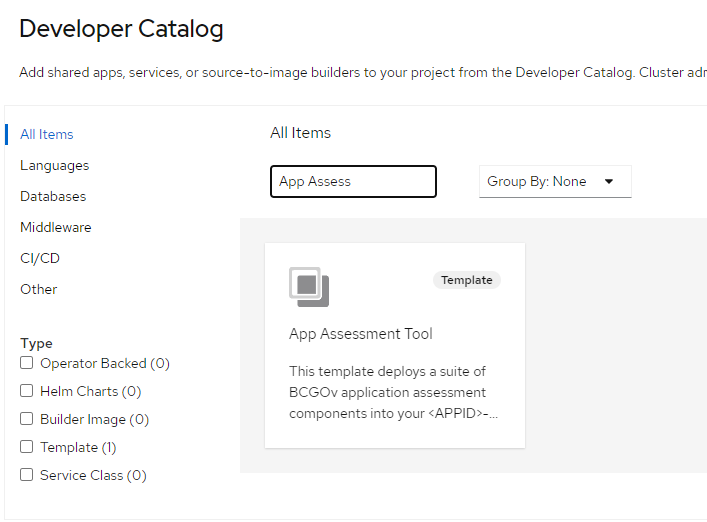 Developer Catalog
Add shared apps, services, or source-to-image builders to your project from the Developer Catalog. Cluster adr
All Items
Languages
Databases
Middleware
CI/CD
Other
Type
Operator Backed (0)
Helm Charts (0)
Builder Image (0)
Template (1)
Service Class (0)
All Items
App Assess
Group By: None
Template
App Assessment Tool
This template deploys a suite of
BCGOv application assessment
components into your <APPID>-...